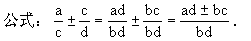 公式：a/c ± c/d = ad/bd ± bc/bd = (ad ± bc)/bd．